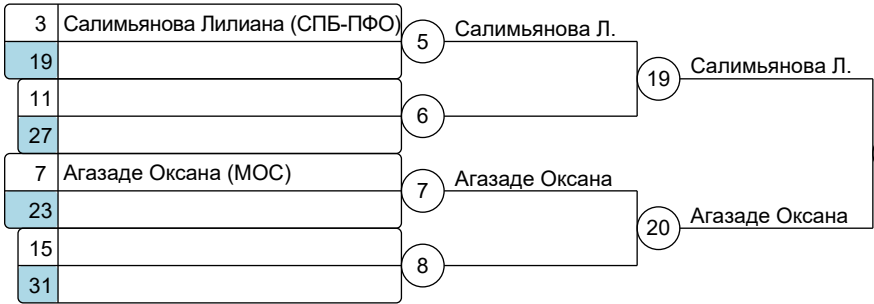 3 Салимьянова Лилиана (СПБ-ПФО)
19
5 Салимьянова Л.
11
27
6
19 Салимьянова Л.
7 Агазаде Оксана (МОС)
23
7 Агазаде Оксана
15
31
8
20 Агазаде Оксана